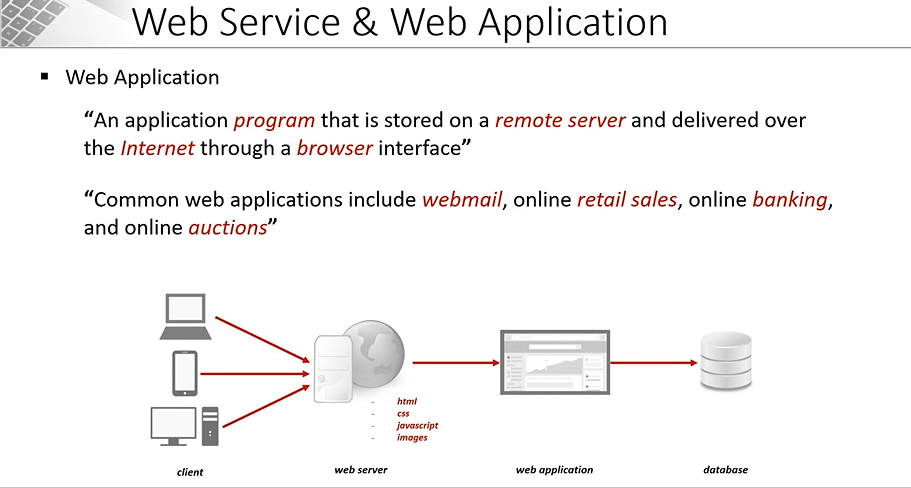 Web Service & Web Application
▪ Web Application
“An application program that is stored on a remote server and delivered over
the Internet through a browser interface”
“Common web applications include webmail, online retail sales, online banking,
and online auctions”
- html
- css
- javascript
- images
client web server web application database